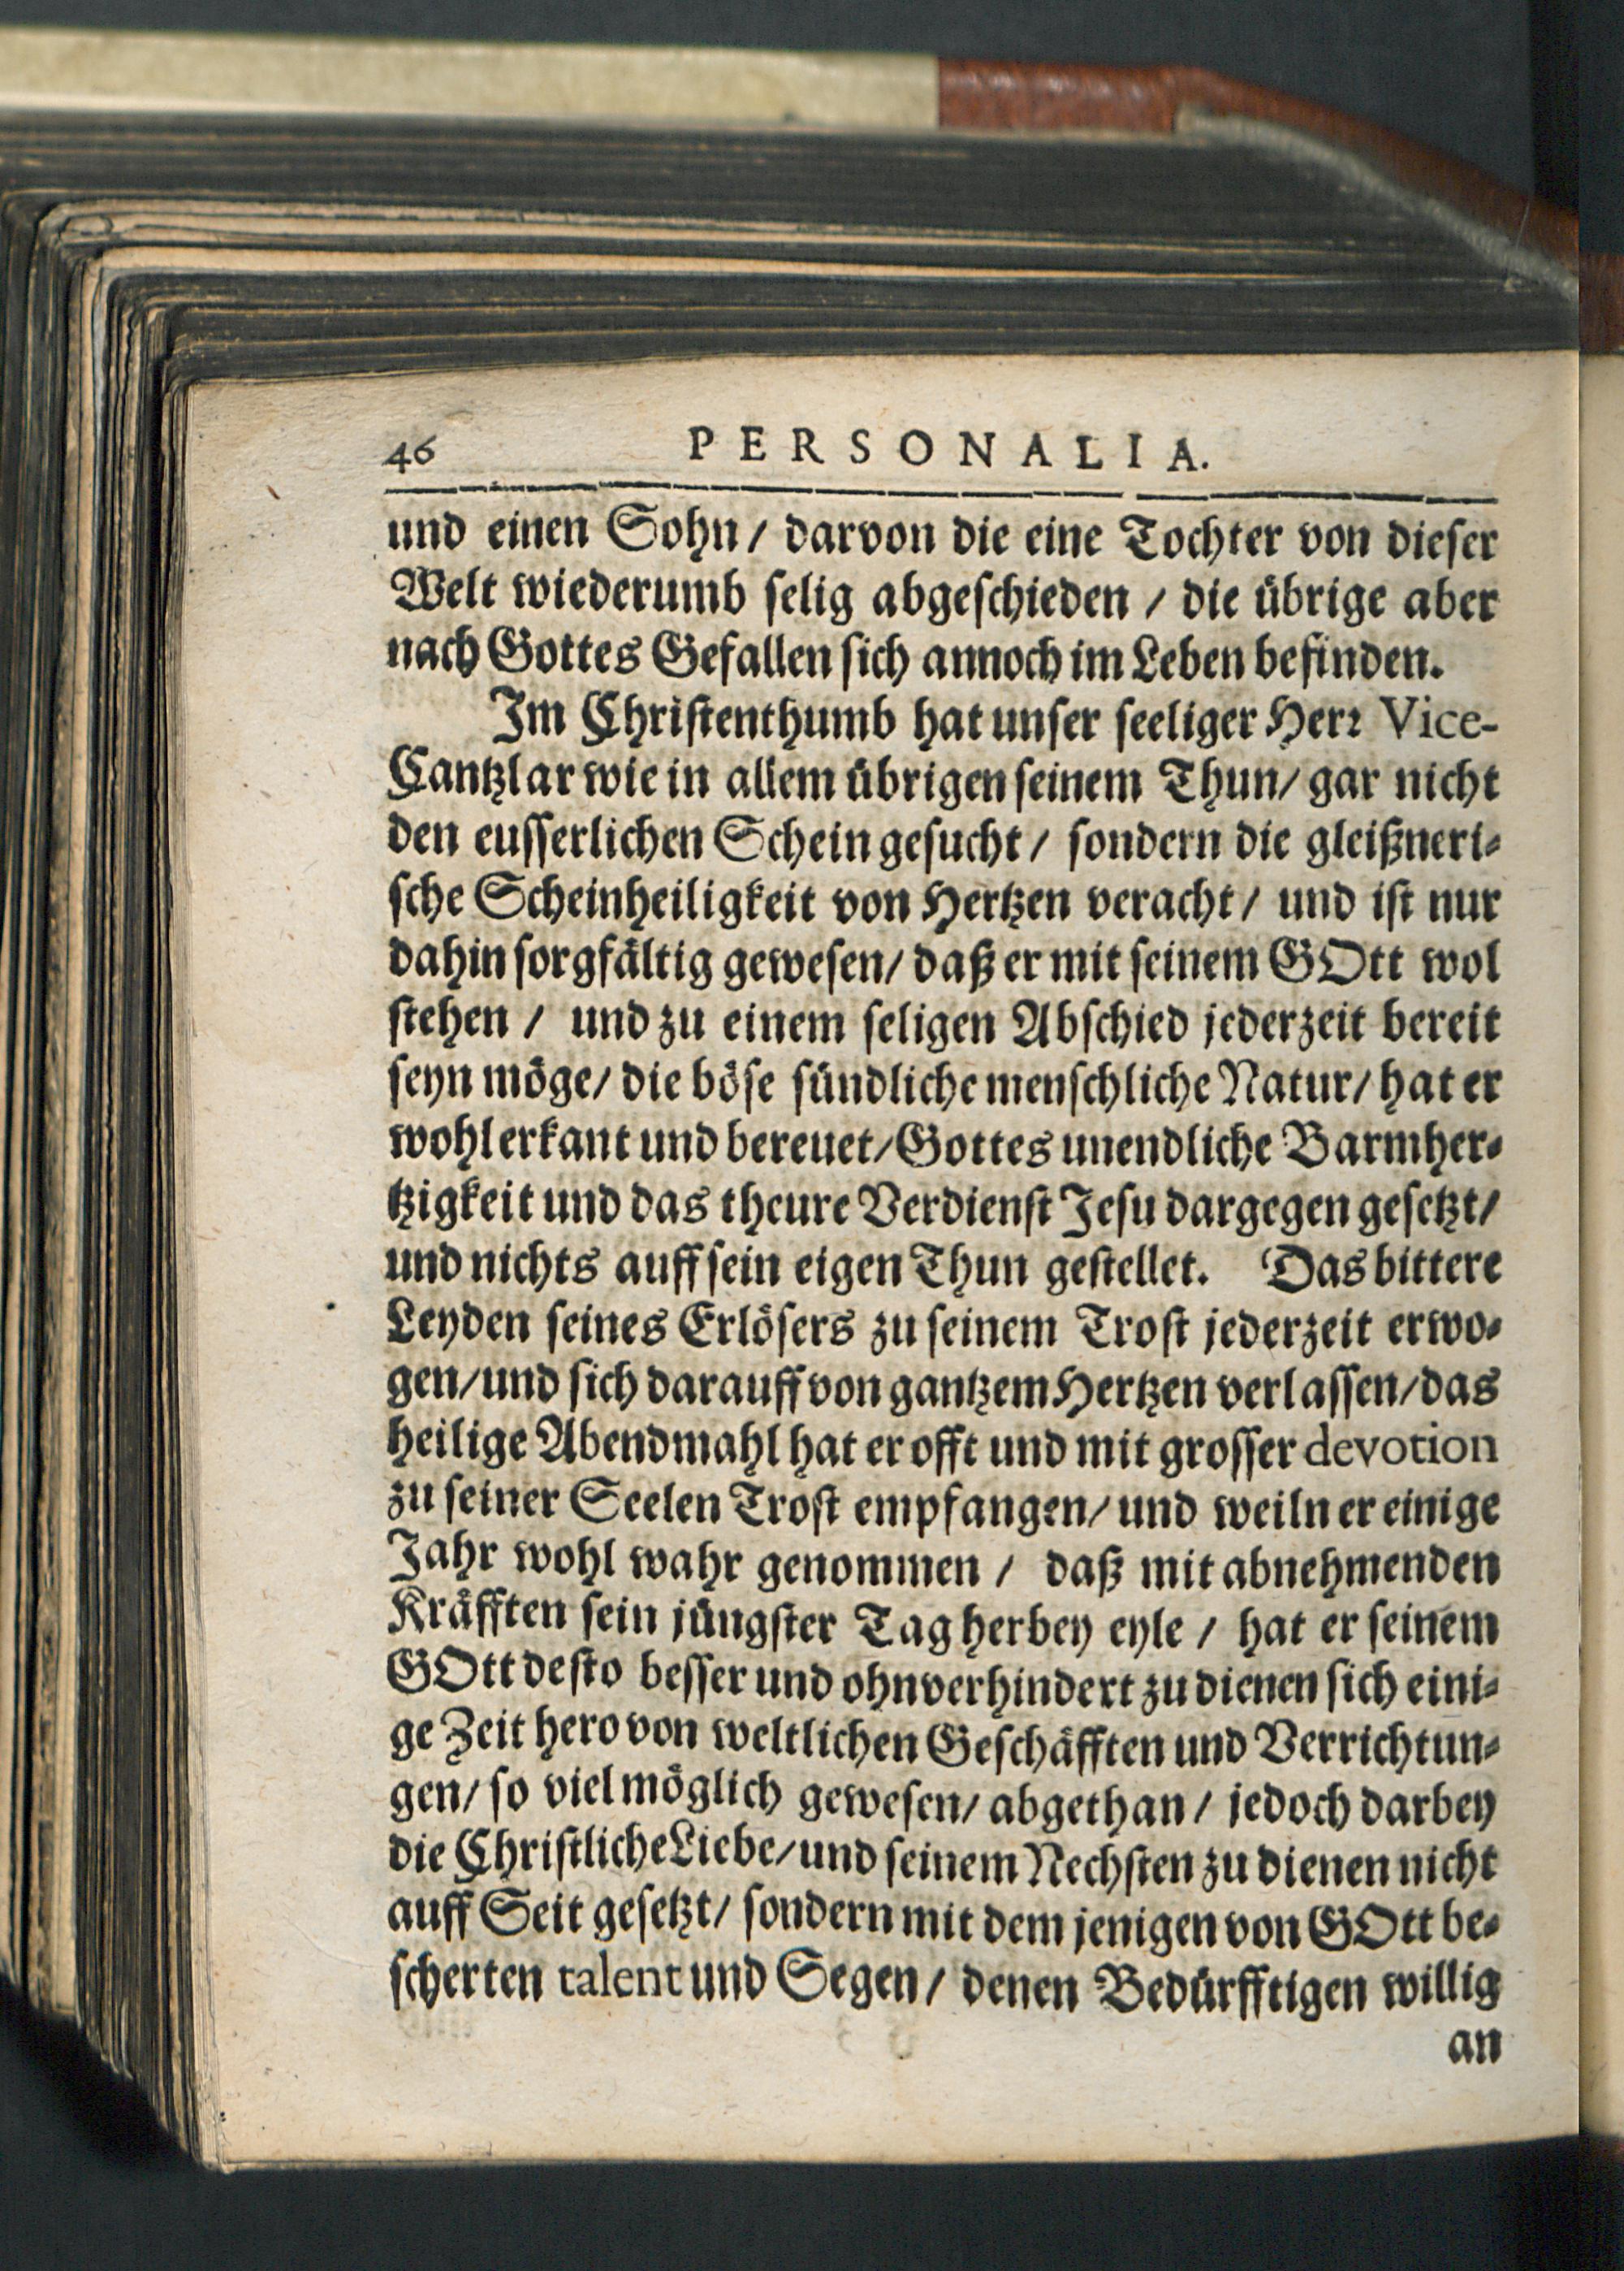 46 PERSONALIA.
und einen Sohn / darvon die eine Tochter von dieser
Welt wiederumb selig abgeschieden / die übrige aber
nach Gottes Gefallen sich annoch im Leben befinden.
Im Christenthumb hat unser seeliger Herꝛ Vice-
Cantzlar wie in allem übrigen seinem Thun / gar nicht
den eusserlichen Schein gesucht / sondern die gleißneri-
sche Scheinheiligkeit von Hertzen veracht / und ist nur
dahin sorgfältig gewesen / daß er mit seinem GOtt wol
stehen / und zu einem seligen Abschied jederzeit bereit
seyn möge / die böse sündliche menschliche Natur / hat er
wohl erkant und bereuet / Gottes unendliche Barmher-
tzigkeit und das theure Verdienst Jesu dargegen gesetzt /
und nichts auff sein eigen Thun gestellet. Das bittere
Leyden seines Erlösers zu seinem Trost jederzeit erwo-
gen / und sich darauff von gantzem Hertzen verlassen / das
heilige Abendmahl hat er offt und mit grosser devotion
zu seiner Seelen Trost empfangen / und weiln er einige
Jahr wohl wahr genommen / daß mit abnehmenden
Kräfften sein jüngster Tag herbey eyle / hat er seinem
GOtt desto besser und ohnverhindert zu dienen sich eini-
ge Zeit hero von weltlichen Geschäfften und Verrichtun-
gen / so viel möglich gewesen / abgethan / jedoch darbey
die Christliche Liebe / und seinem Nechsten zu dienen nicht
auff Seit gesetzt / sondern mit dem jenigen von GOtt be-
scherten talent und Segen / denen Bedürfftigen willig
an